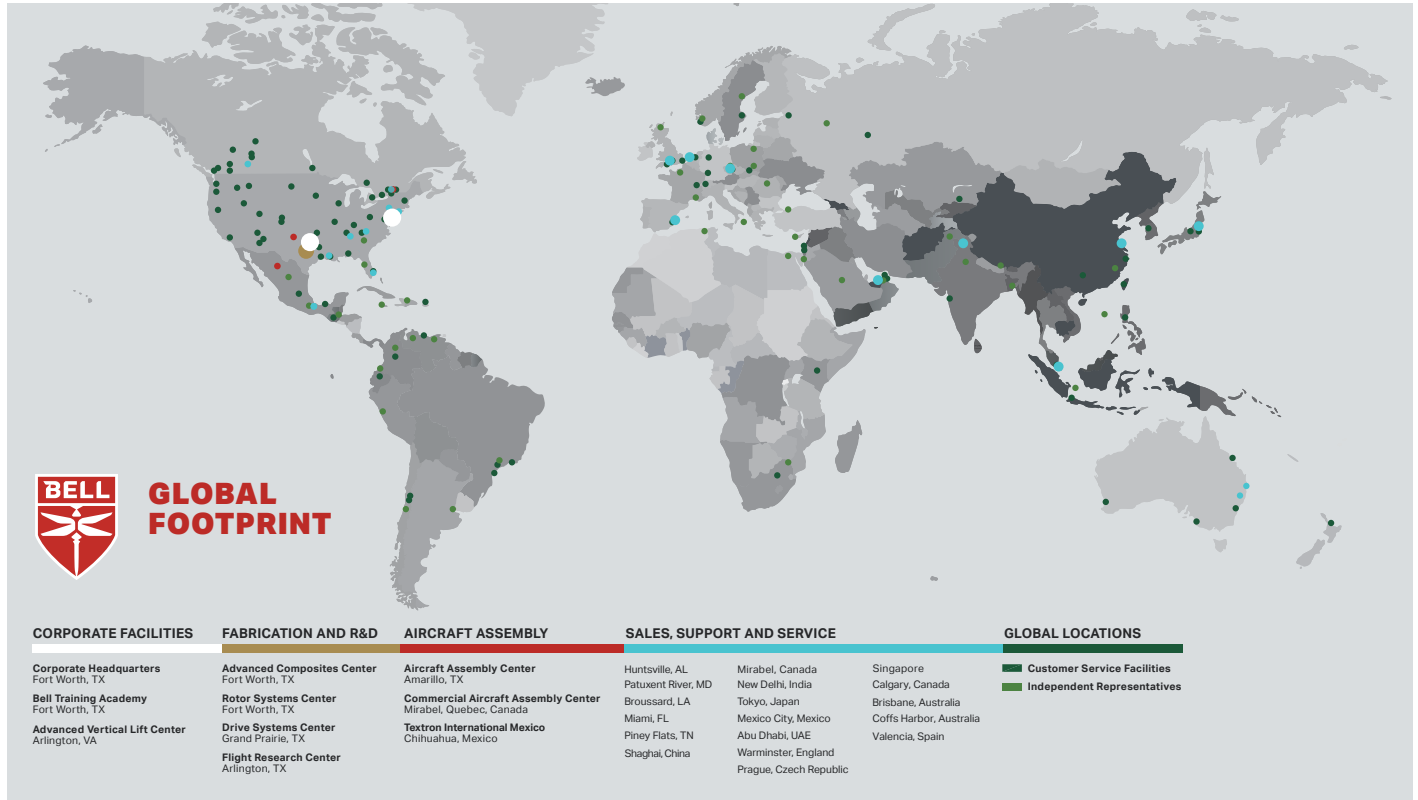 BELL
GLOBAL
FOOTPRINT
CORPORATE FACILITIES
Corporate Headquarters
Fort Worth, TX
Bell Training Academy
Fort Worth, TX
Advanced Vertical Lift Center
Arlington, VA
FABRICATION AND R&D
Advanced Composites Center
Fort Worth, TX
Rotor Systems Center
Fort Worth, TX
Drive Systems Center
Grand Prairie, TX
Flight Research Center
Arlington, TX
AIRCRAFT ASSEMBLY
Aircraft Assembly Center
Amarillo, TX
Commercial Aircraft Assembly Center
Mirabel, Quebec, Canada
Textron International Mexico
Chihuahua, Mexico
SALES, SUPPORT AND SERVICE
Huntsville, AL
Patuxent River, MD
Broussard, LA
Miami, FL
Piney Flats, TN
Shaghai, China
Mirabel, Canada
New Delhi, India
Tokyo, Japan
Mexico City, Mexico
Abu Dhabi, UAE
Warminster, England
Prague, Czech Republic
Singapore
Calgary, Canada
Brisbane, Australia
Coffs Harbor, Australia
Valencia, Spain
GLOBAL LOCATIONS
Customer Service Facilities
Independent Representatives